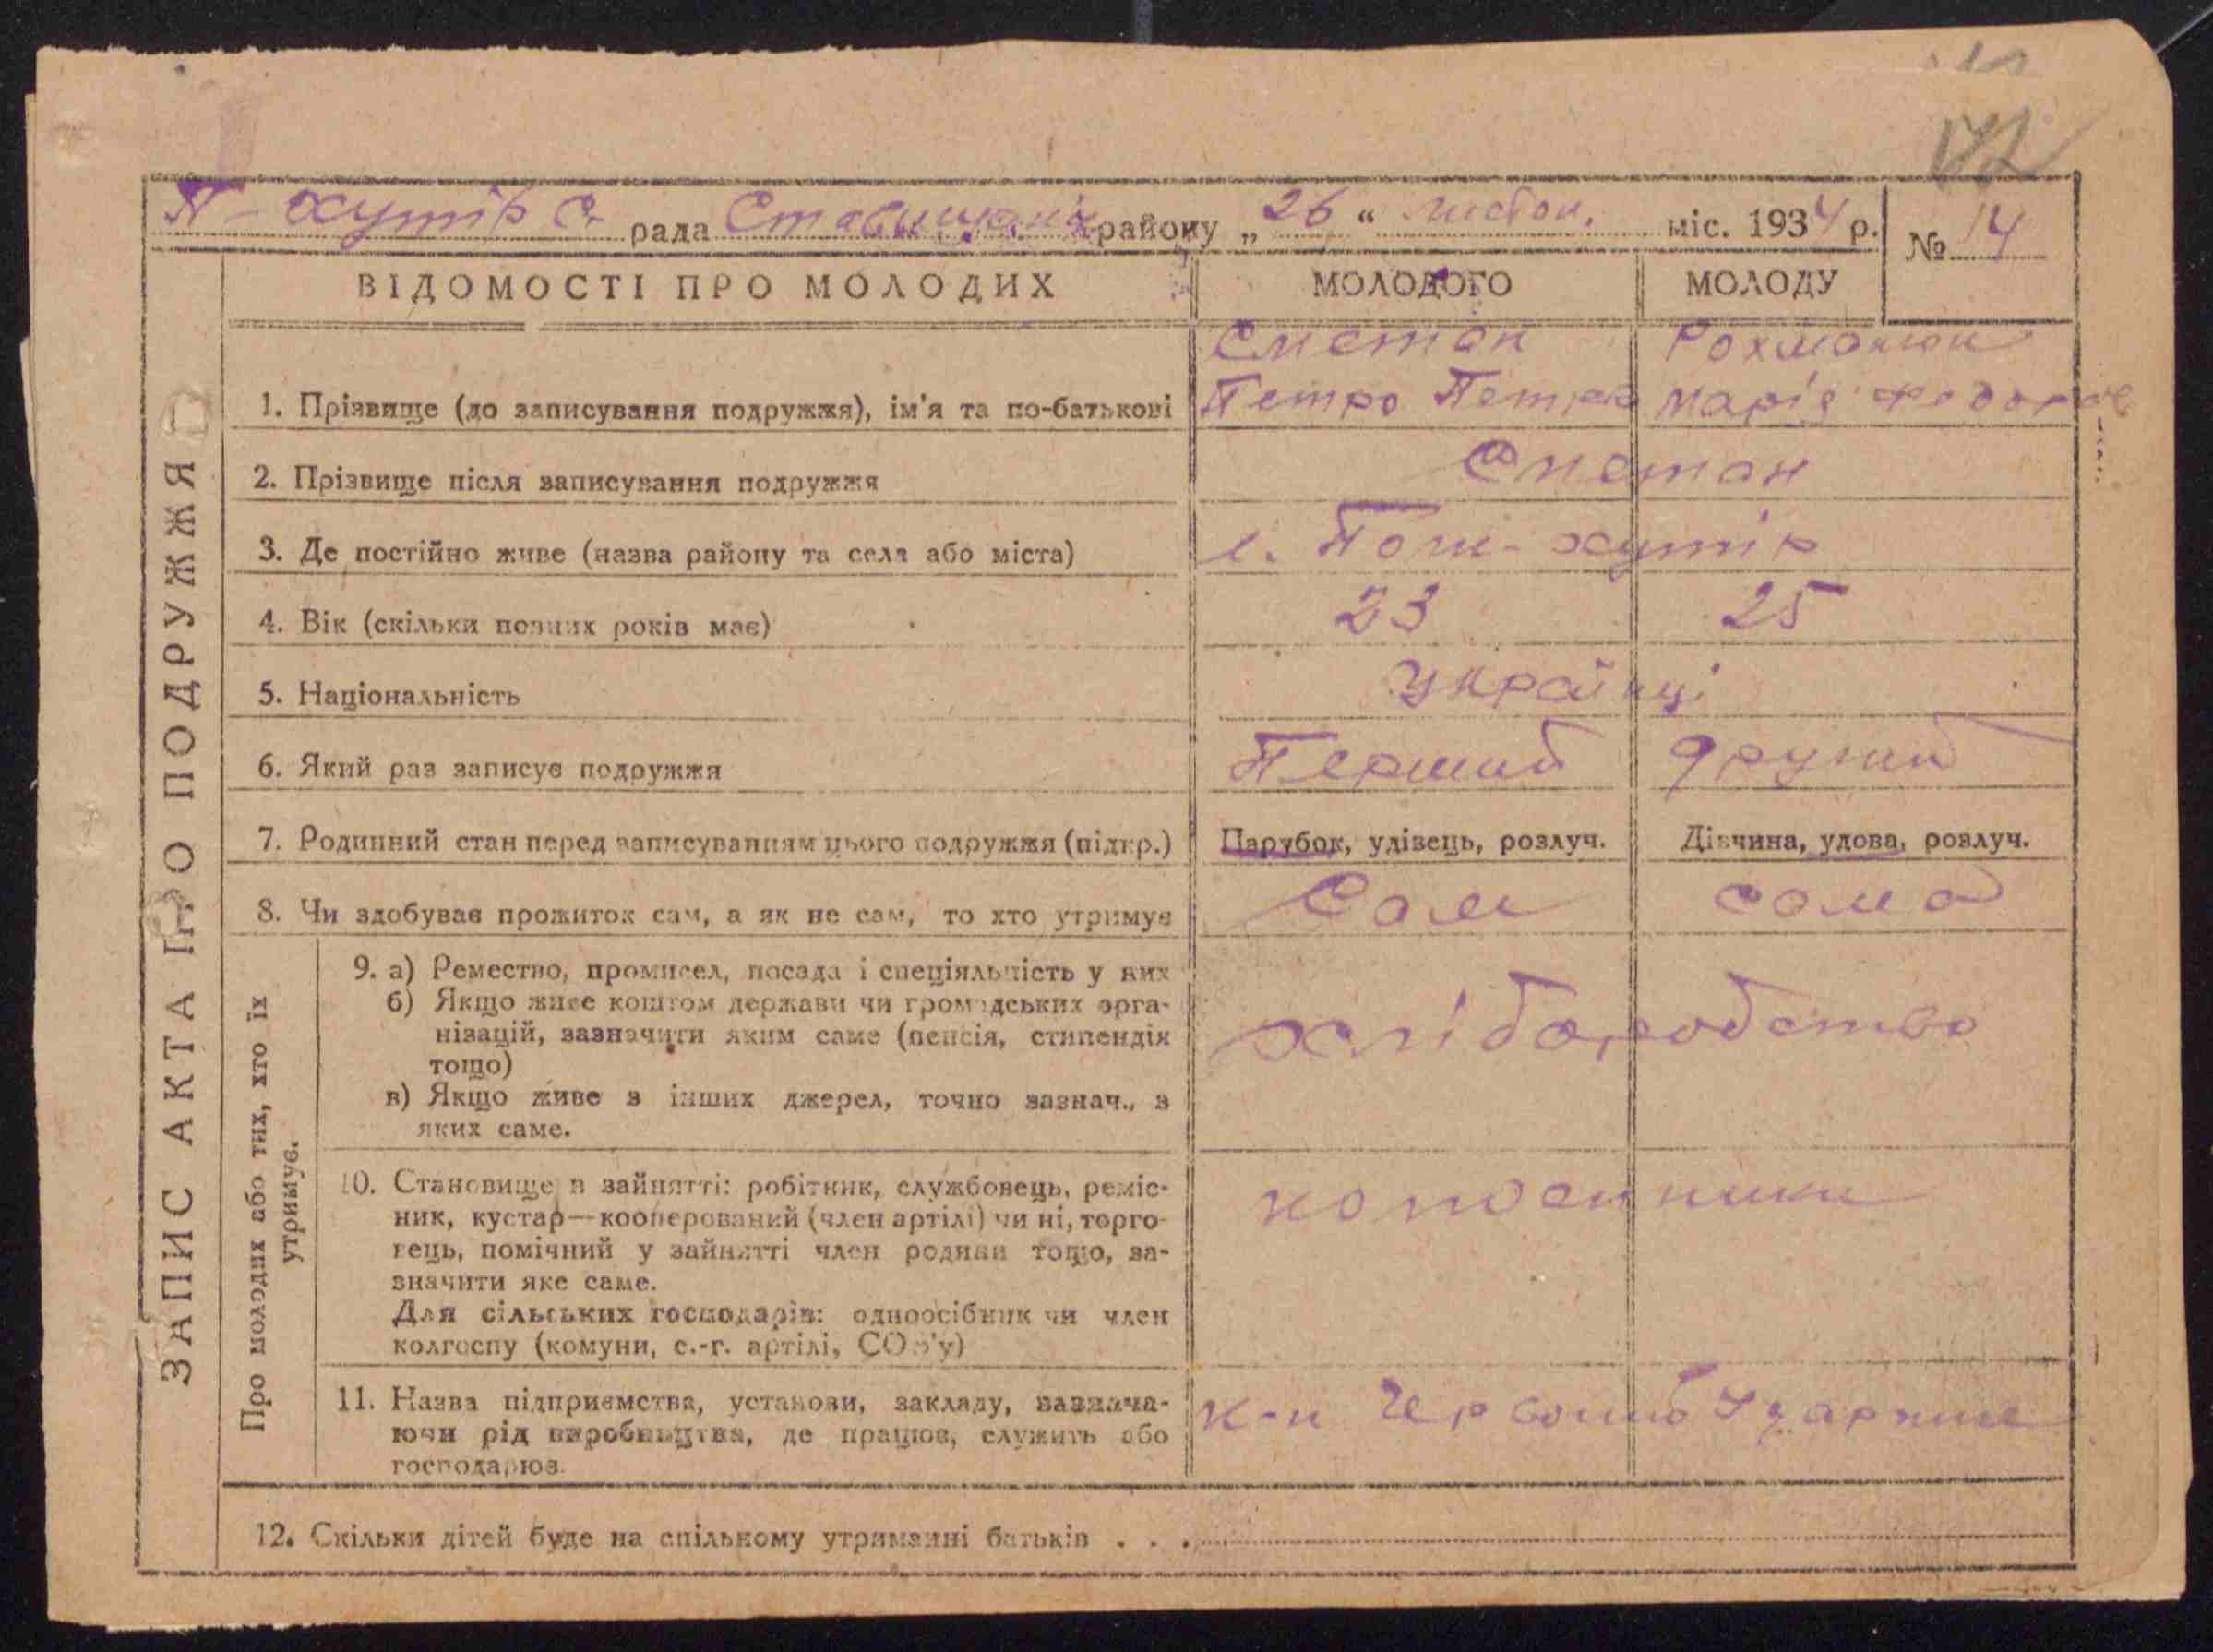 172
П-хутір с. рада Ставищан. району „26“ листоп. міс. 1934 р. № 14
ЗАПИС АКТА ПРО ПОДРУЖЖЯ
ВІДОМОСТІ ПРО МОЛОДИХ МОЛОДОГО МОЛОДУ
Сметан Рохманюк
1. Прізвище (до записування подружжя), ім'я та по-батькові Петро Петров Марія Федоров
2. Прізвище після записування подружжя Сметан
3. Де постійно живе (назва району та села або міста) с. Пош-хутір
4. Вік (скільки повних років має) 23 25
5. Національність Українці
6. Який раз записує подружжя Перший другий
7. Родинний стан перед записуванням цього подружжя (підкр.) Парубок, удівець, розлуч. Дівчина, удова, розлуч.
8. Чи здобував прожиток сам, а як не сам, то хто утримує Сам сама
Про молодих або тих, хто їх
утримує.
9. а) Ремество, промисел, посада і спеціяльність у них
б) Якщо живе коштом держави чи громадських орга-
нізацій, зазначити яким саме (пенсія, стипендія хліборобство
тощо)
в) Якщо живе з інших джерел, точно зазнач., з
яких саме.
10. Становище в зайнятті: робітник, службовець, реміс-
ник, кустар—кооперований (член артілі) чи ні, торго-
вець, помічний у зайнятті член родини тощо, за-
значити яке саме.
Для сільських господарів: одноосібник чи член
колгоспу (комуни, с.-г. артілі, СОЗ'у)
11. Назва підприємства, установи, закладу, зазнача-
ючи рід виробництва, де працює, служить або к-п Червоний Ударник
господарює.
12. Скільки дітей буде на спільному утриманні батьків . . .